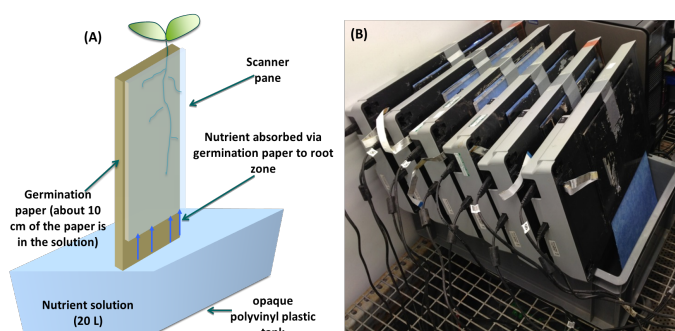 (A)
Scanner
pane
Nutrient absorbed via
germination paper to root
zone
Germination
paper (about 10
cm of the paper is
in the solution)
Nutrient solution
(20 L)
opaque
polyvinyl plastic
tank
(B)